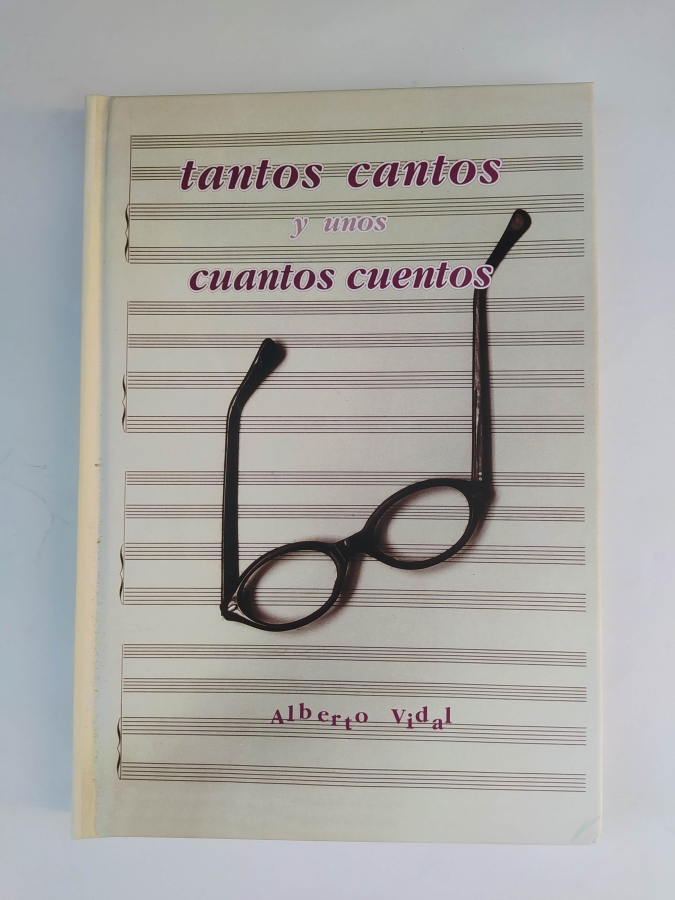 tantos cantos
y unos
cuantos cuentos
Alberto Vidal